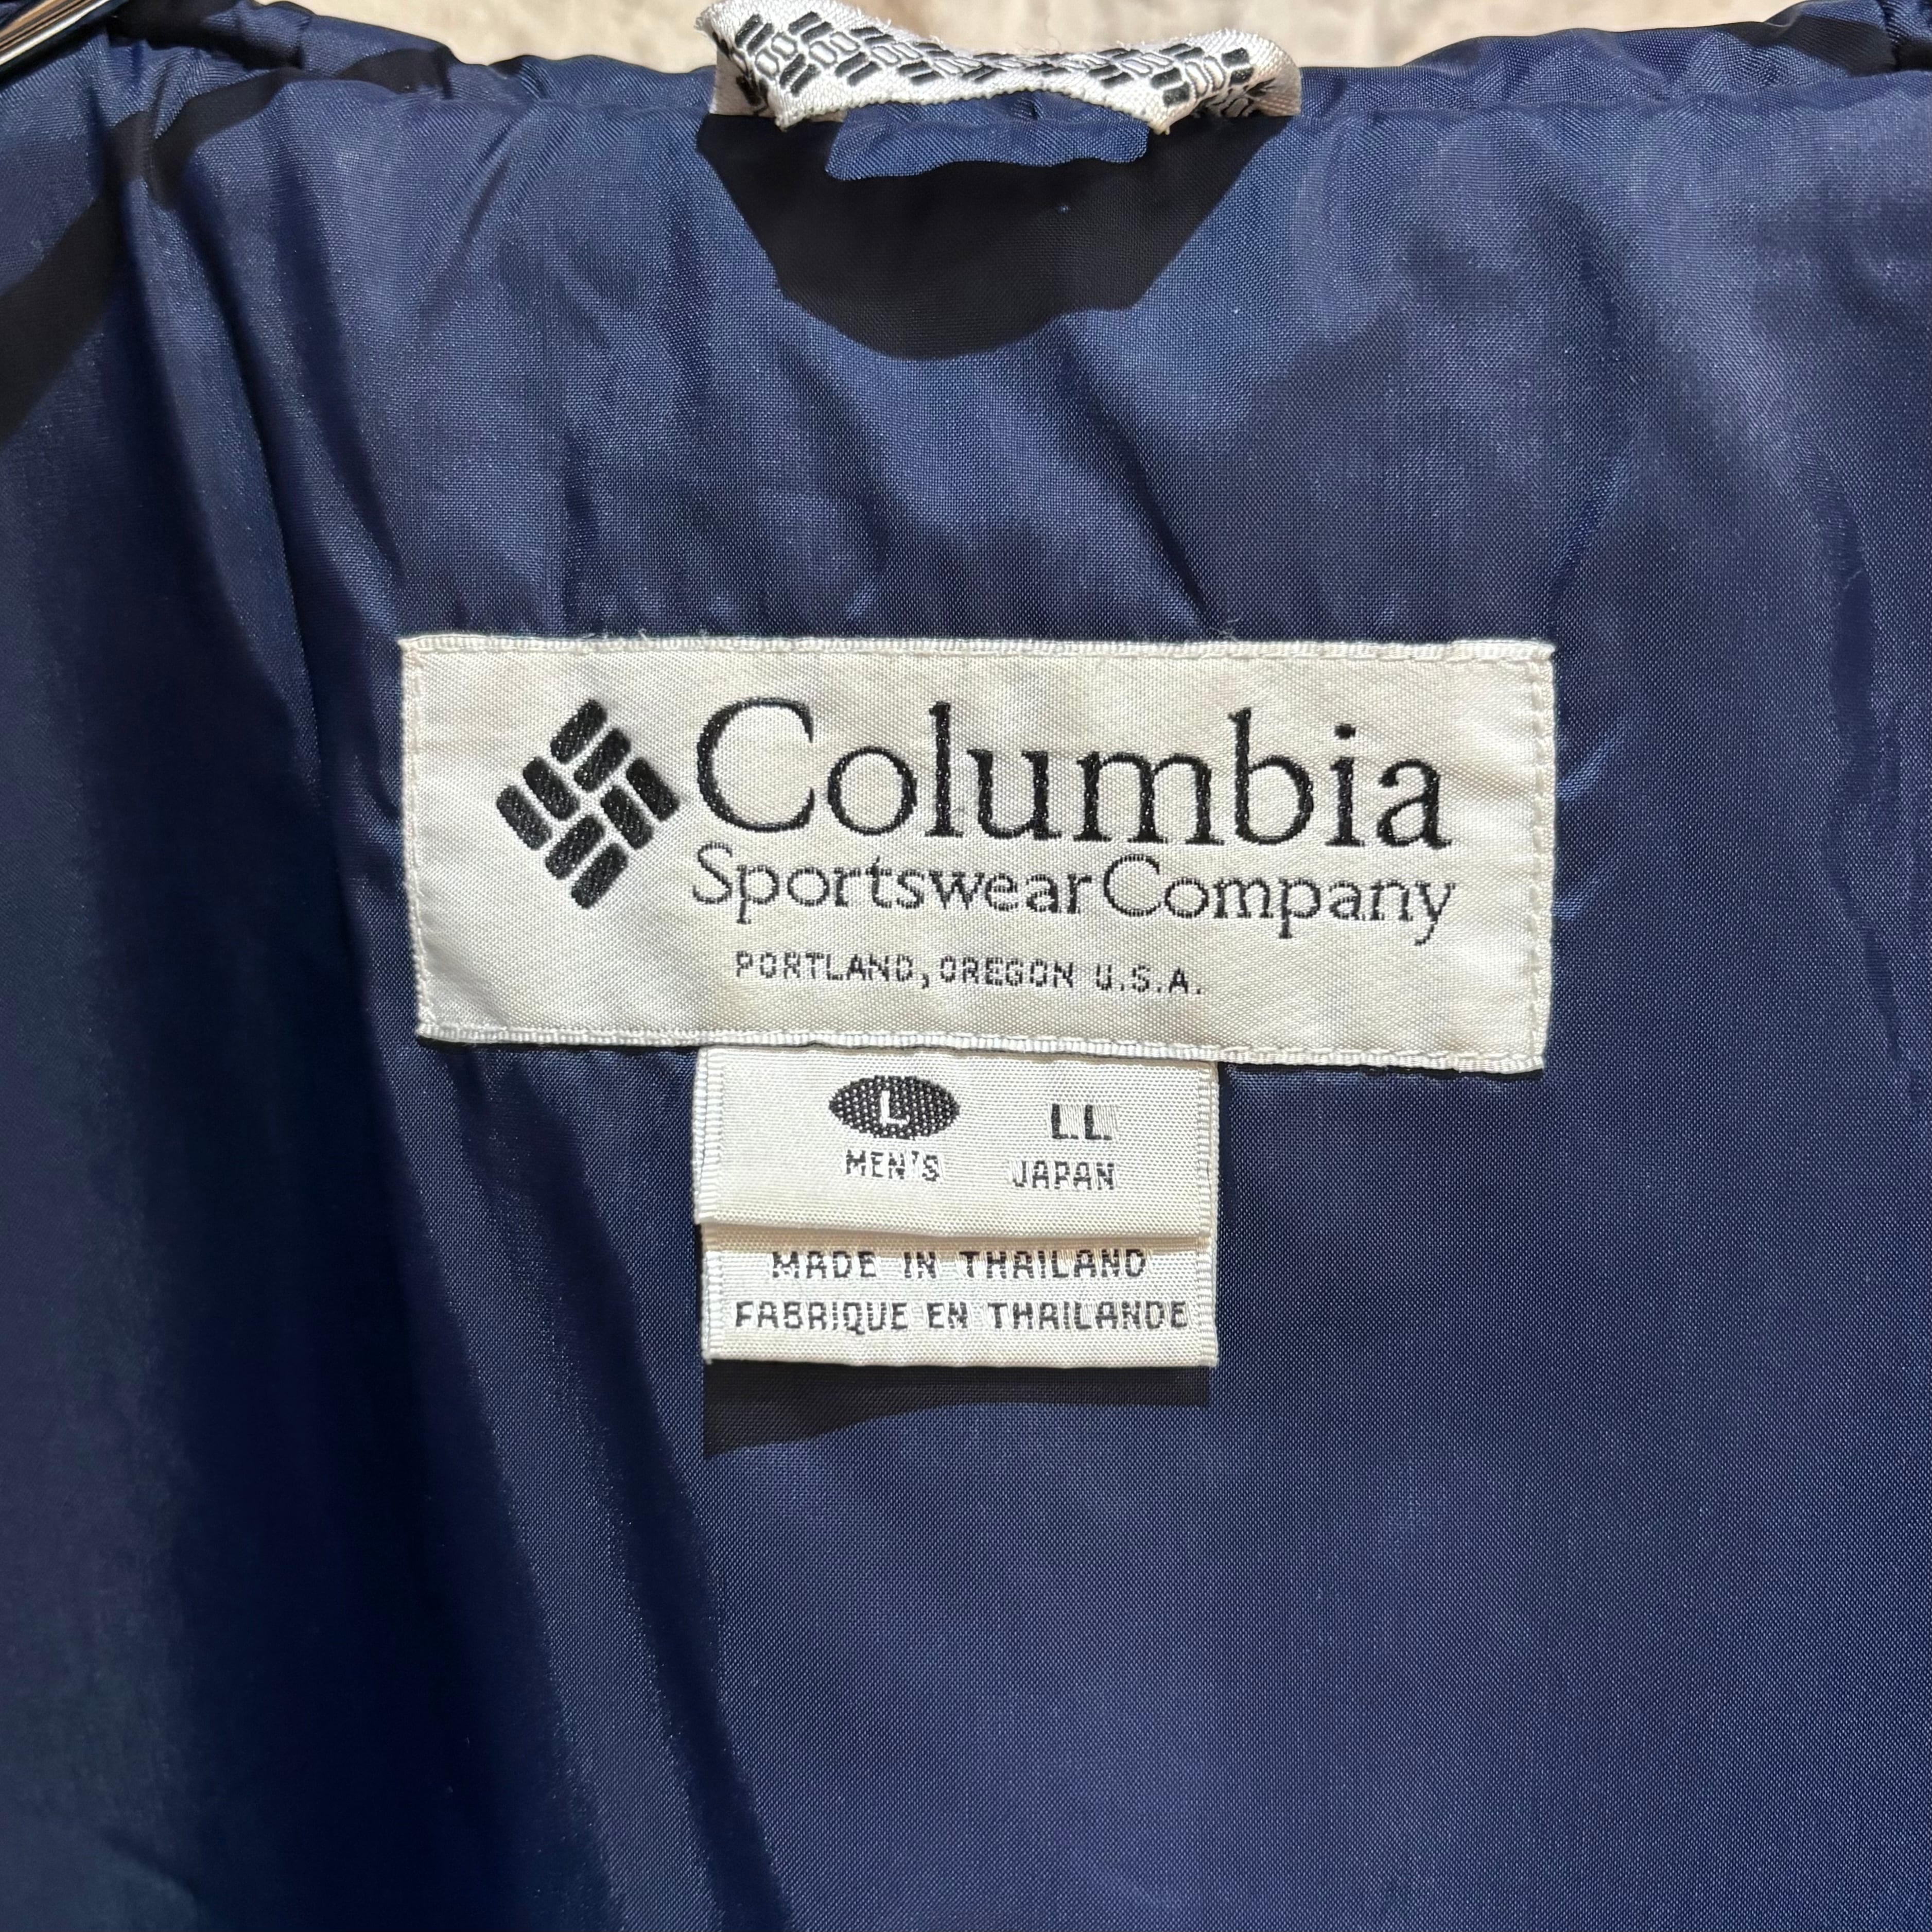 Columbia
Sportswear Company
PORTLAND, OREGON U.S.A.
L LL
MEN'S JAPAN
MADE IN THAILAND
FABRIQUE EN THAILANDE